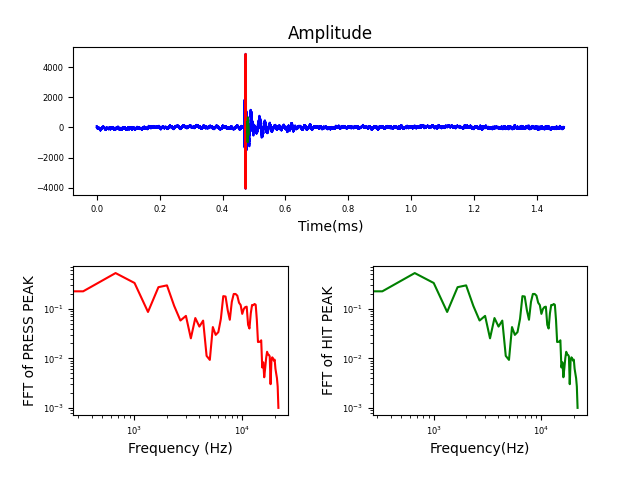 Amplitude
4000
2000
0
−2000
−4000
0.0 0.2 0.4 0.6 0.8 1.0 1.2 1.4
Time(ms)
FFT of PRESS PEAK
10⁻¹
10⁻²
10⁻³
10³ 10⁴
Frequency (Hz)
FFT of HIT PEAK
10⁻¹
10⁻²
10⁻³
10³ 10⁴
Frequency(Hz)